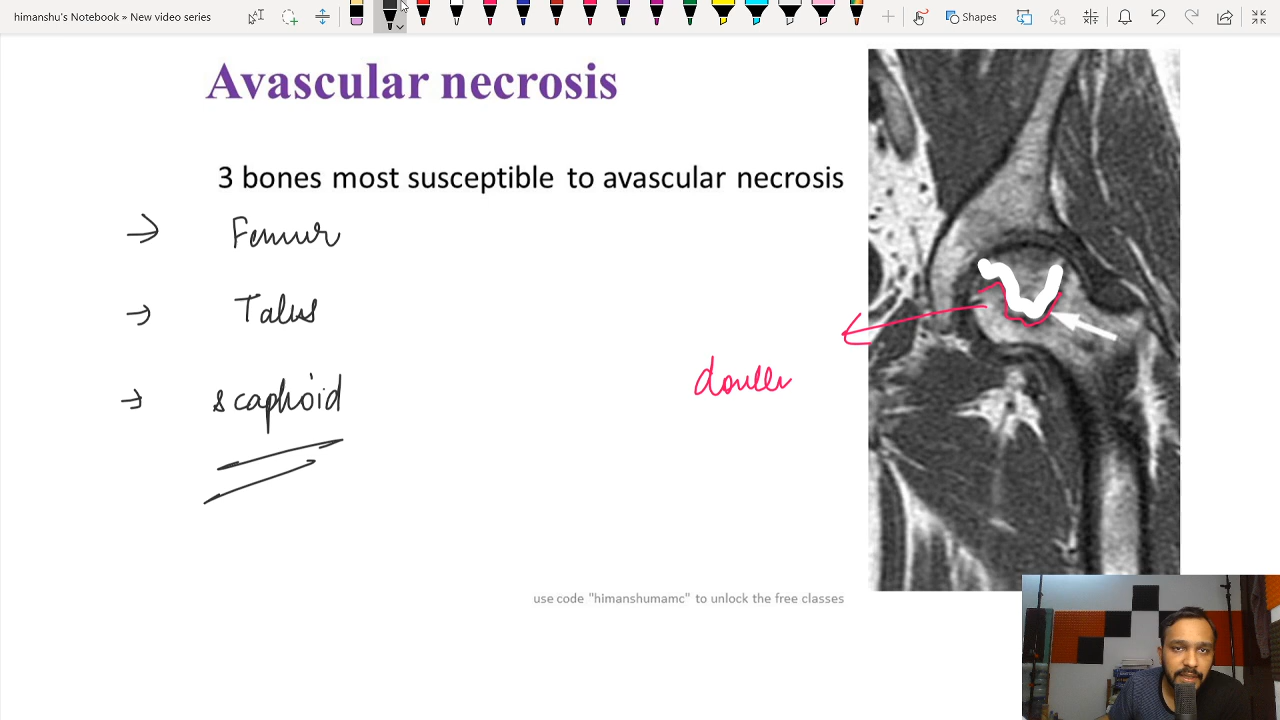 himanshu's Notebook » New video series
Shapes
Avascular necrosis
3 bones most susceptible to avascular necrosis
Femur
Talus
scaphoid
use code "himanshumamc" to unlock the free classes